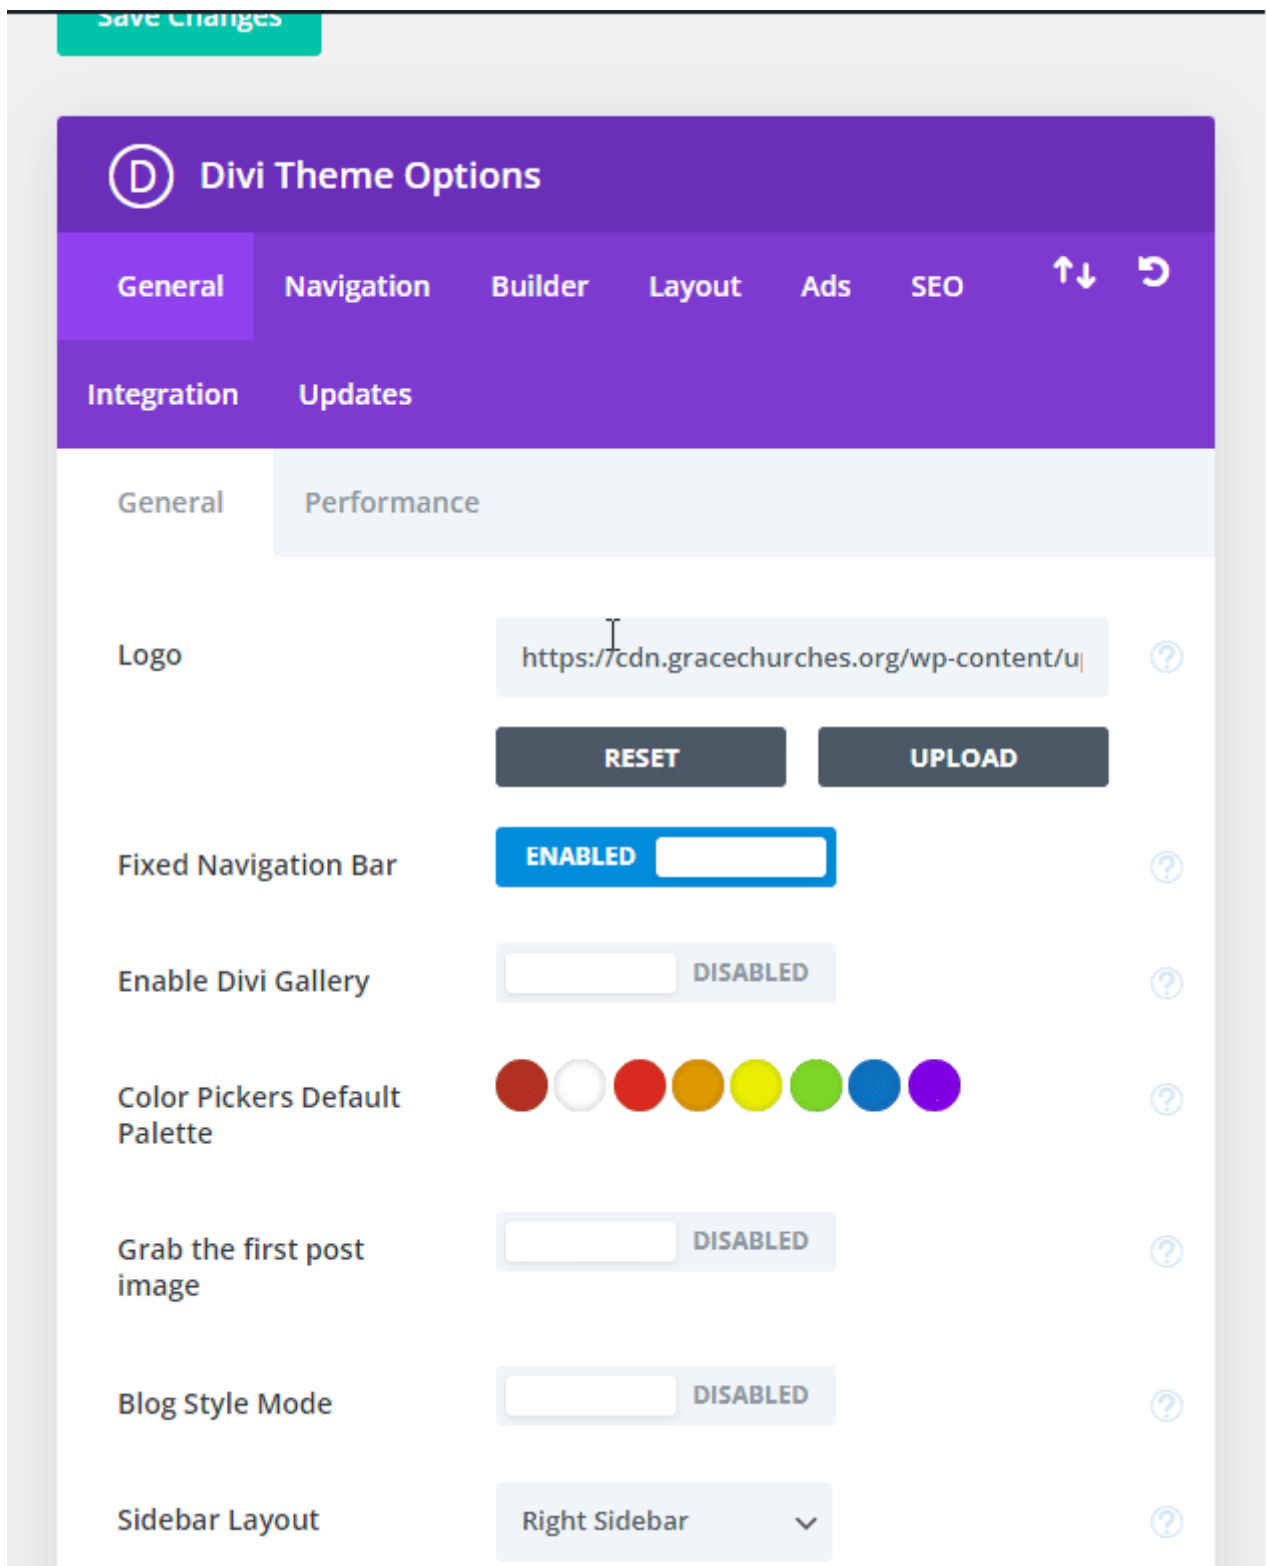 Save Changes
D Divi Theme Options
General Navigation Builder Layout Ads SEO
Integration Updates
General Performance
Logo https://cdn.gracechurches.org/wp-content/u ?
RESET UPLOAD
Fixed Navigation Bar ENABLED ?
Enable Divi Gallery DISABLED ?
Color Pickers Default ?
Palette
Grab the first post DISABLED ?
image
Blog Style Mode DISABLED ?
Sidebar Layout Right Sidebar ?